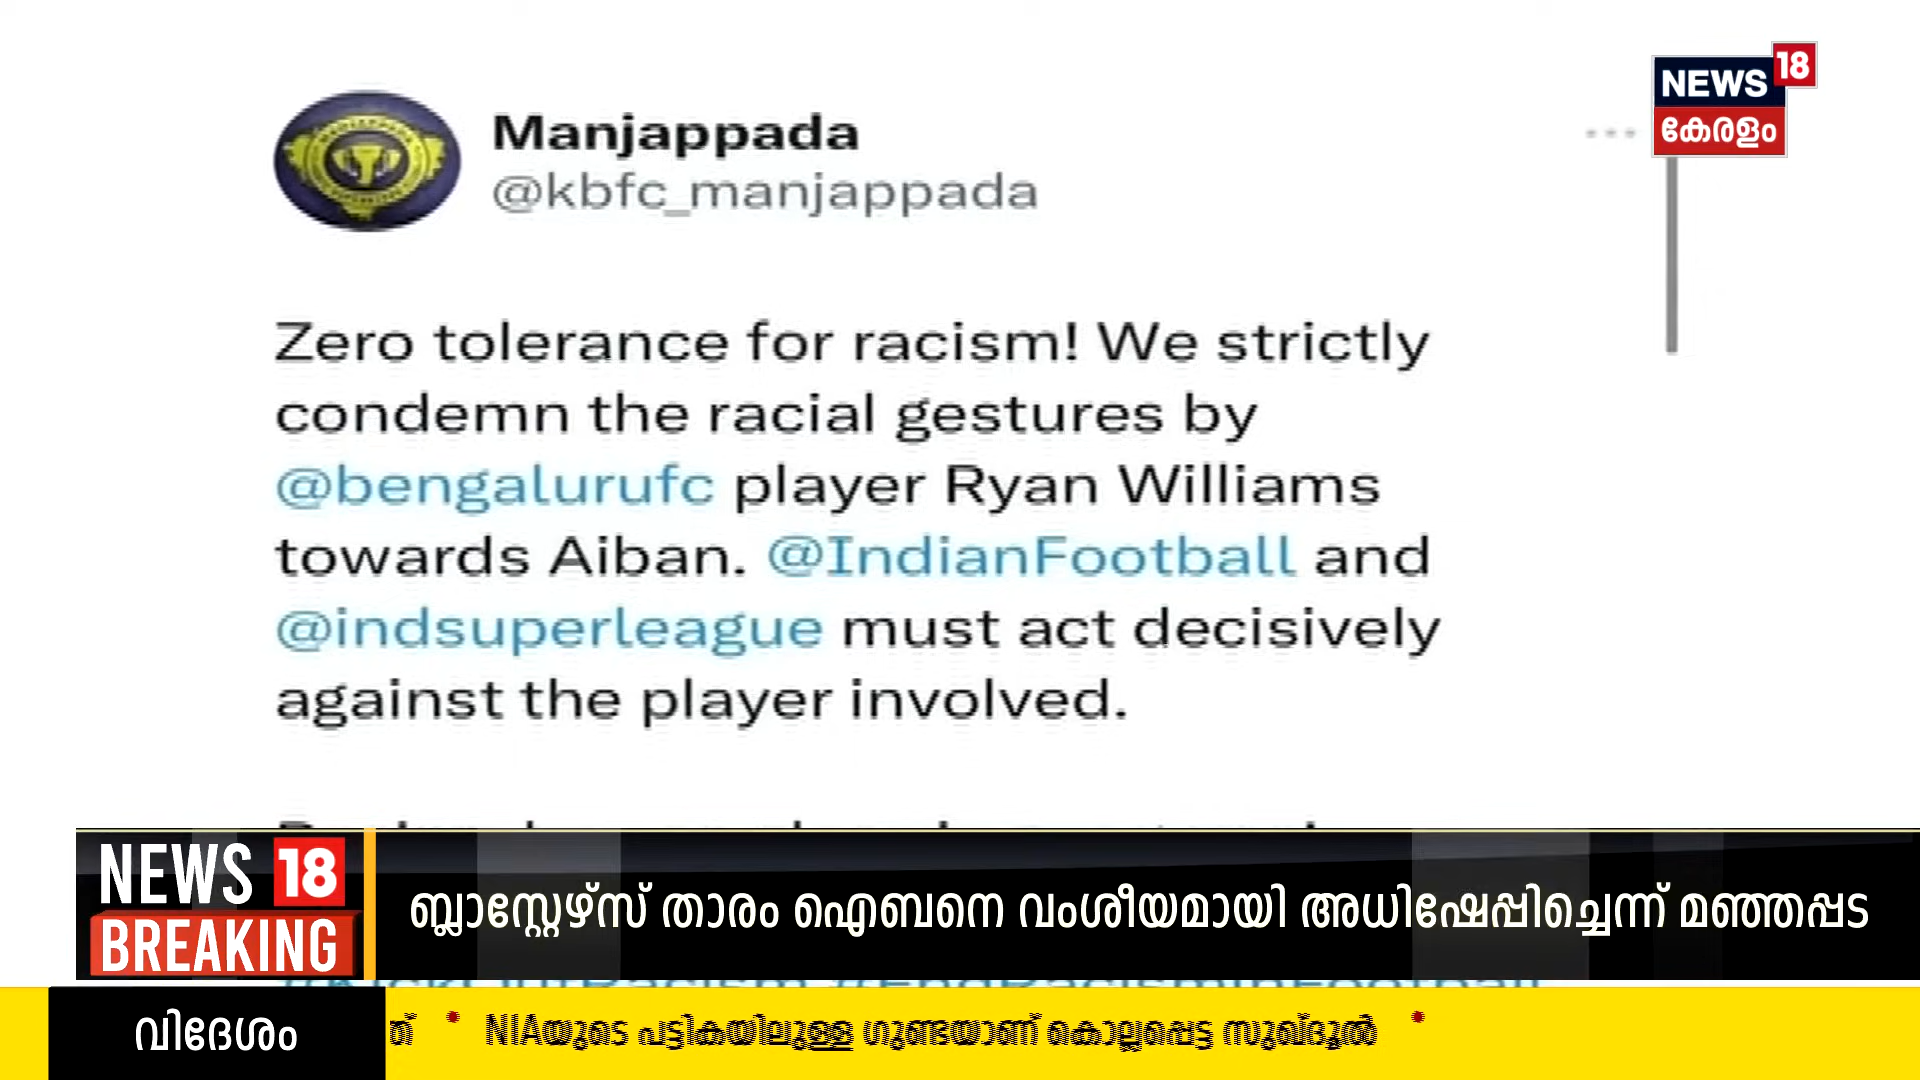 Manjappada
@kbfc_manjappada
NEWS 18
കേരളം
Zero tolerance for racism! We strictly
condemn the racial gestures by
@bengalurufc player Ryan Williams
towards Aiban. @IndianFootball and
@indsuperleague must act decisively
against the player involved.
NEWS 18
BREAKING
ബ്ലാസ്റ്റേഴ്സ് താരം ഐബനെ വംശീയമായി അധിഷേപ്പിച്ചെന്ന് മഞ്ഞപ്പട
വിദേശം
NIAയുടെ പട്ടികയിലുള്ള ഗുണ്ടയാണ് കൊല്ലപ്പെട്ട സുഖ്ദൂൽ